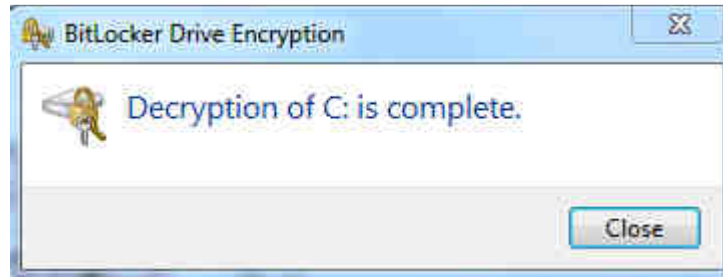 BitLocker Drive Encryption
Decryption of C: is complete.
Close